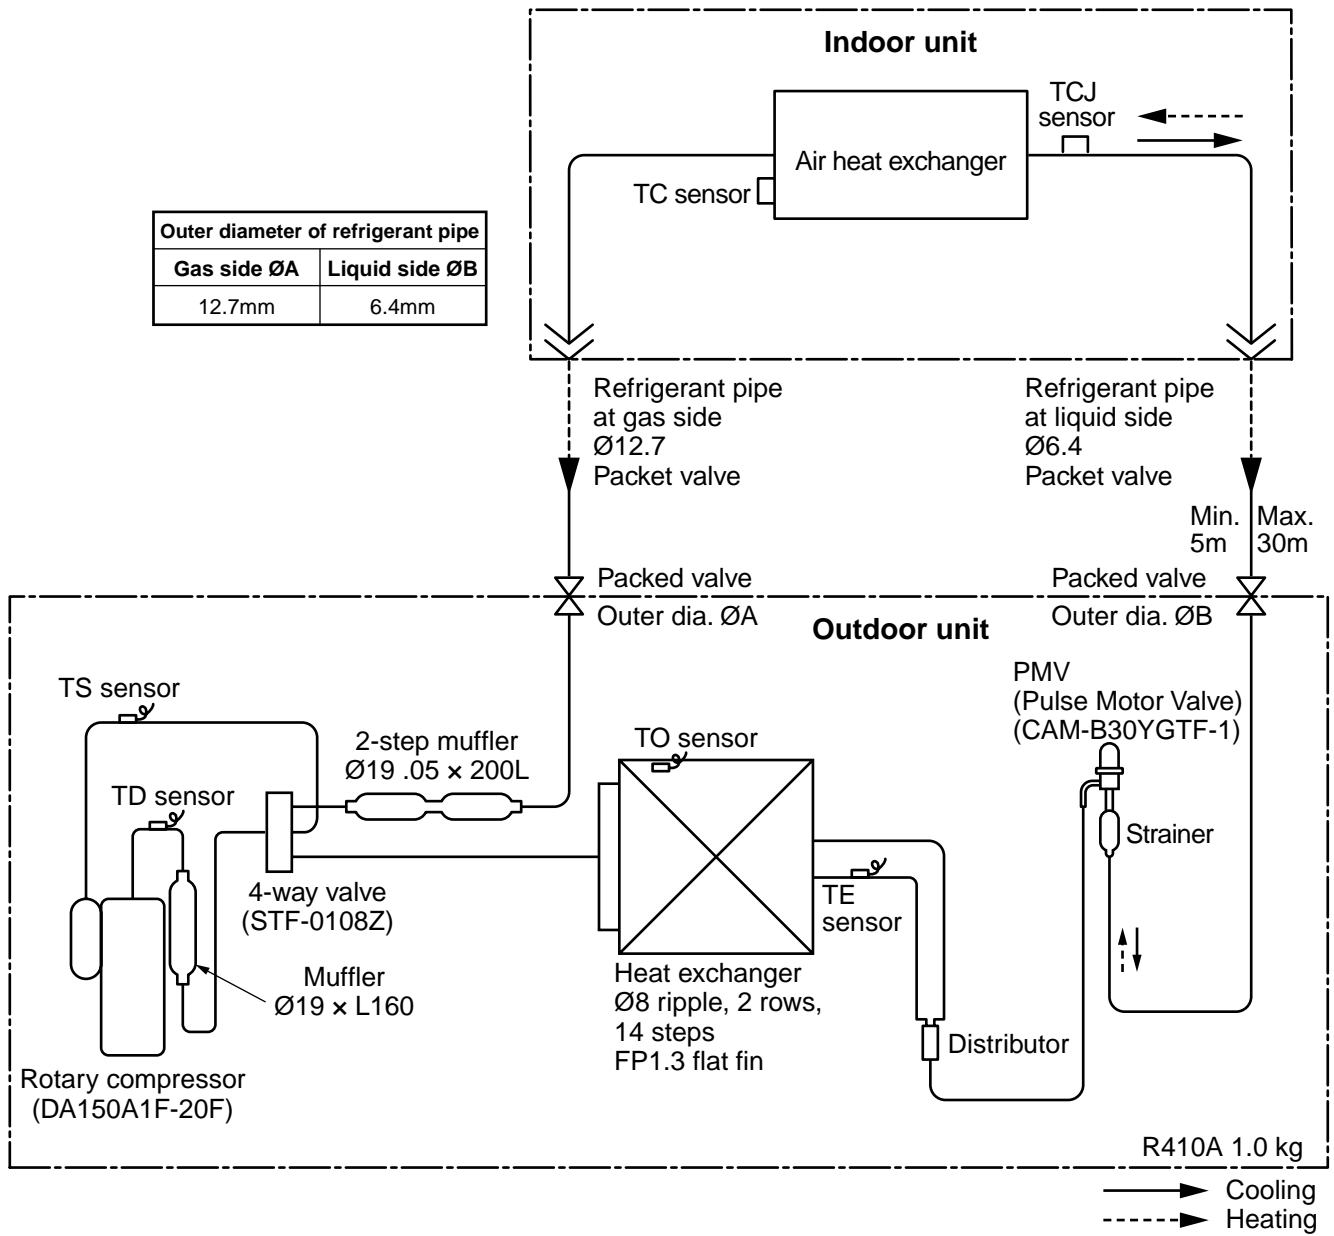 Indoor unit
TCJ
sensor
Air heat exchanger
TC sensor
Outer diameter of refrigerant pipe
Gas side ØA
Liquid side ØB
12.7mm
6.4mm
Refrigerant pipe
at gas side
Ø12.7
Packet valve
Refrigerant pipe
at liquid side
Ø6.4
Packet valve
Min.
5m
Max.
30m
Packed valve
Outer dia. ØA
Packed valve
Outer dia. ØB
Outdoor unit
PMV
(Pulse Motor Valve)
(CAM-B30YGTF-1)
TS sensor
2-step muffler
Ø19 .05 × 200L
TO sensor
TD sensor
Strainer
4-way valve
(STF-0108Z)
TE
sensor
Muffler
Ø19 × L160
Heat exchanger
Ø8 ripple, 2 rows,
14 steps
FP1.3 flat fin
Distributor
Rotary compressor
(DA150A1F-20F)
R410A 1.0 kg
Cooling
Heating